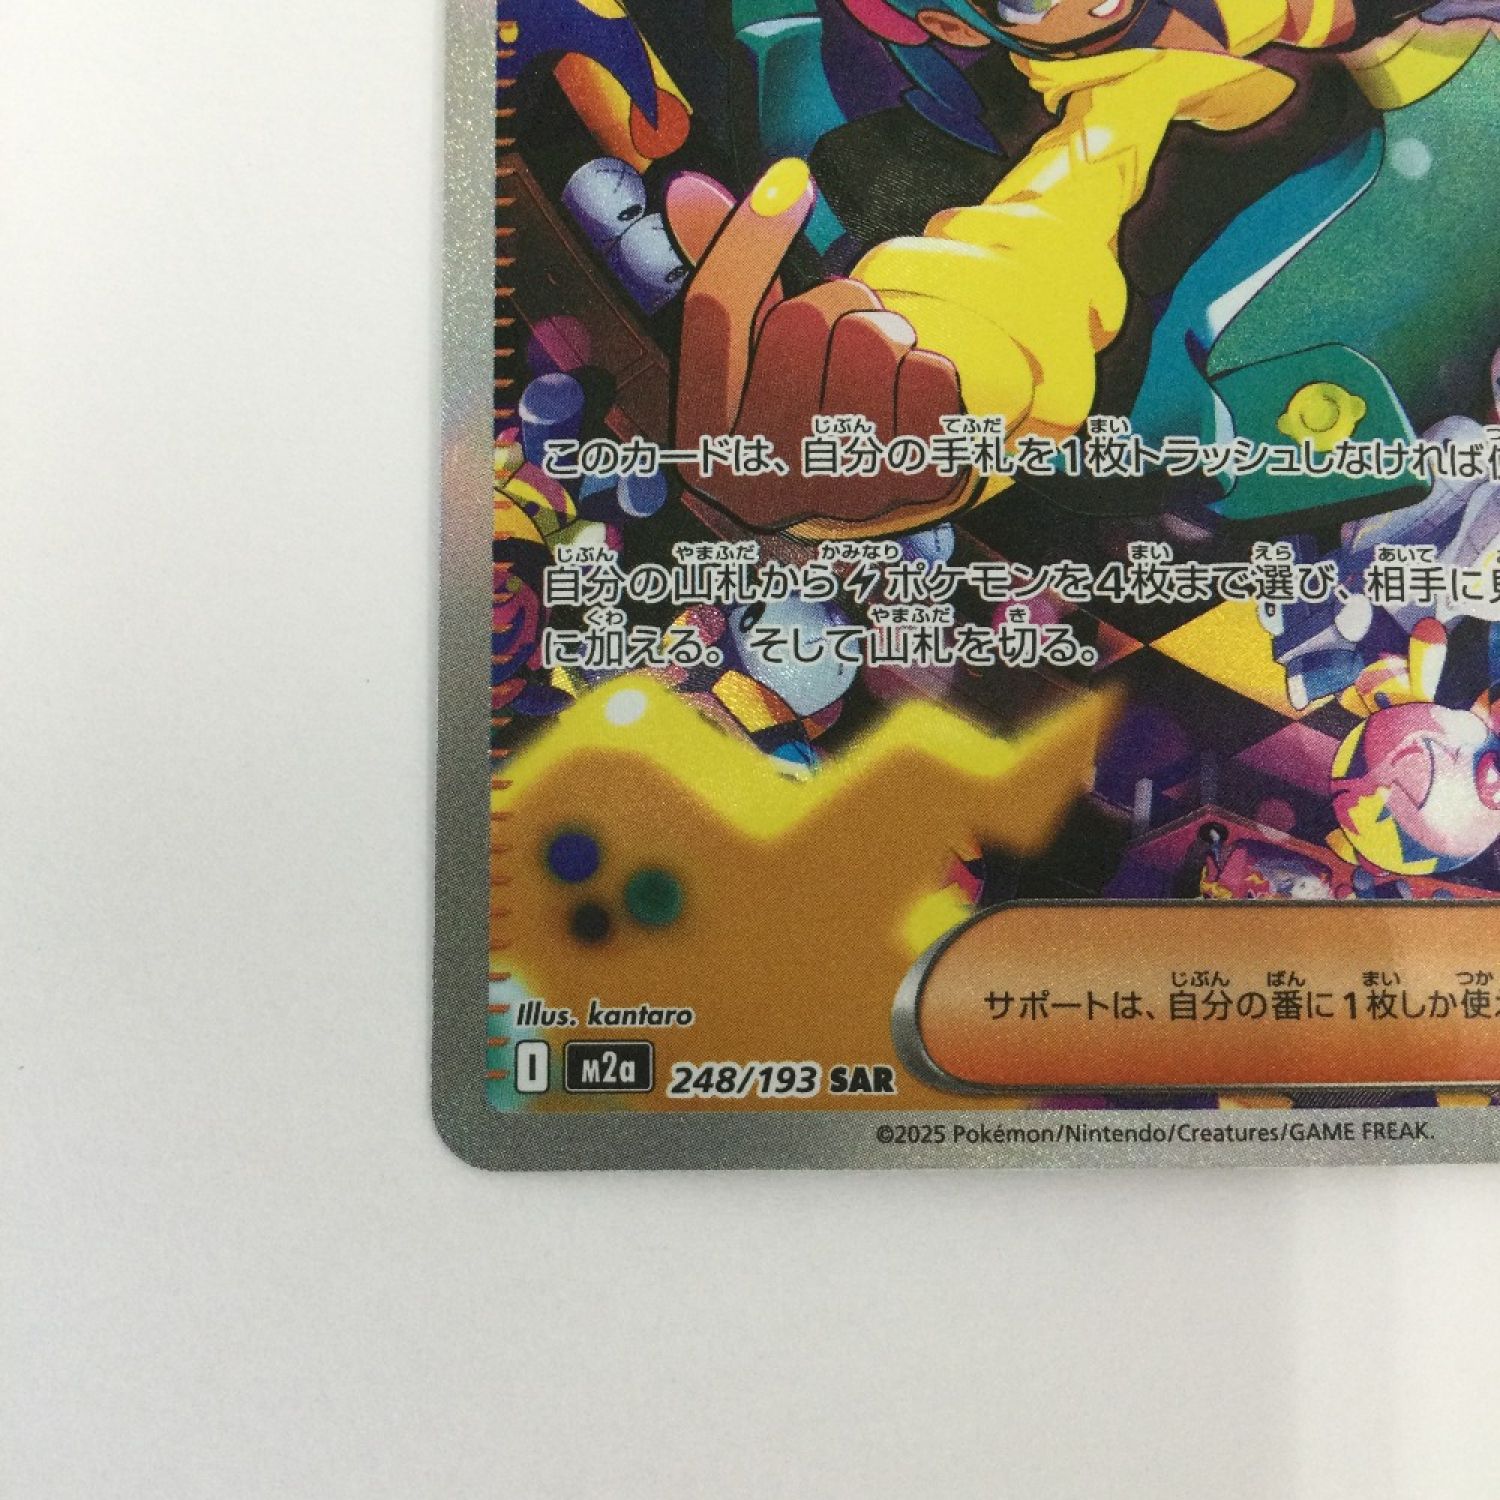 このカードは、自分の手札を1枚トラッシュしなければ使
自分の山札からポケモンを4枚まで選び、相手に見
に加える。そして山札を切る。
サポートは、自分の番に1枚しか使え
Illus. kantaro
I m2a 248/193 SAR
©2025 Pokémon/Nintendo/Creatures/GAME FREAK.